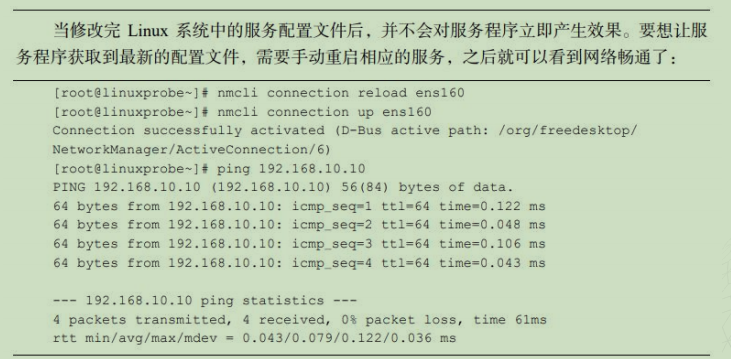 当修改完 Linux 系统中的服务配置文件后，并不会对服务程序立即产生效果。要想让服
务程序获取到最新的配置文件，需要手动重启相应的服务，之后就可以看到网络畅通了：
[root@linuxprobe~]# nmcli connection reload ens160
[root@linuxprobe~]# nmcli connection up ens160
Connection successfully activated (D-Bus active path: /org/freedesktop/
NetworkManager/ActiveConnection/6)
[root@linuxprobe~]# ping 192.168.10.10
PING 192.168.10.10 (192.168.10.10) 56(84) bytes of data.
64 bytes from 192.168.10.10: icmp_seq=1 ttl=64 time=0.122 ms
64 bytes from 192.168.10.10: icmp_seq=2 ttl=64 time=0.048 ms
64 bytes from 192.168.10.10: icmp_seq=3 ttl=64 time=0.106 ms
64 bytes from 192.168.10.10: icmp_seq=4 ttl=64 time=0.043 ms
--- 192.168.10.10 ping statistics ---
4 packets transmitted, 4 received, 0% packet loss, time 61ms
rtt min/avg/max/mdev = 0.043/0.079/0.122/0.036 ms